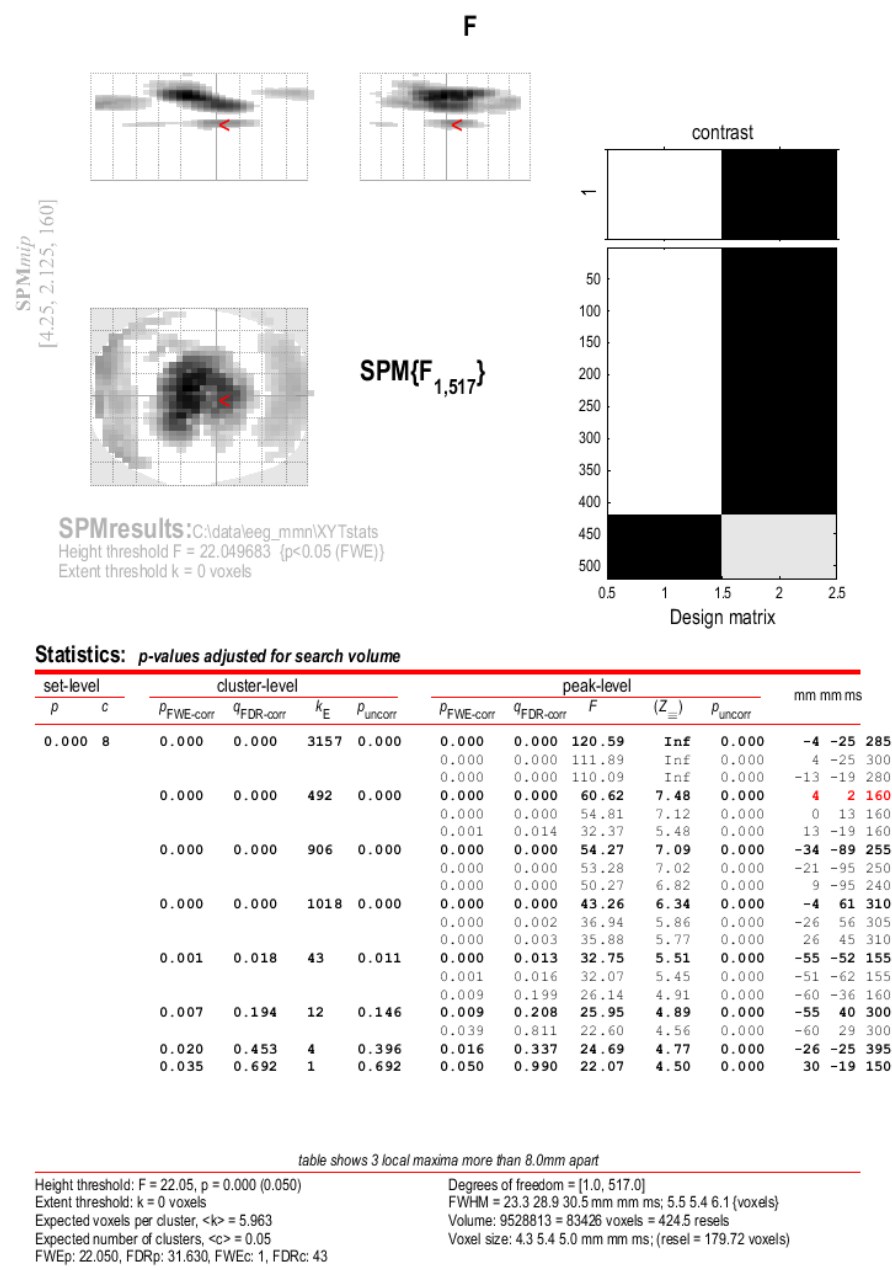 F
contrast
1
SPMmip
[4.25, 2.125, 160]
<
<
<
SPM{F1,517}
50
100
150
200
250
300
350
400
450
500
0.5 1 1.5 2 2.5
Design matrix
SPMresults:C:\data\eeg_mmn\XYTstats
Height threshold F = 22.049683 {p<0.05 (FWE)}
Extent threshold k = 0 voxels
Statistics: p-values adjusted for search volume
set-level cluster-level peak-level mm mm ms
p c pFWE-corr qFDR-corr kE puncorr pFWE-corr qFDR-corr F (Z≡) puncorr
0.000 8 0.000 0.000 3157 0.000 0.000 0.000 120.59 Inf 0.000 -4 -25 285
0.000 0.000 111.89 Inf 0.000 4 -25 300
0.000 0.000 110.09 Inf 0.000 -13 -19 280
0.000 0.000 492 0.000 0.000 0.000 60.62 7.48 0.000 4 2 160
0.000 0.000 54.81 7.12 0.000 0 13 160
0.001 0.014 32.37 5.48 0.000 13 -19 160
0.000 0.000 906 0.000 0.000 0.000 54.27 7.09 0.000 -34 -89 255
0.000 0.000 53.28 7.02 0.000 -21 -95 250
0.000 0.000 50.27 6.82 0.000 9 -95 240
0.000 0.000 1018 0.000 0.000 0.000 43.26 6.34 0.000 -4 61 310
0.000 0.002 36.94 5.86 0.000 -26 56 305
0.000 0.003 35.88 5.77 0.000 26 45 310
0.001 0.018 43 0.011 0.000 0.013 32.75 5.51 0.000 -55 -52 155
0.001 0.016 32.07 5.45 0.000 -51 -62 155
0.009 0.199 26.14 4.91 0.000 -60 -36 160
0.007 0.194 12 0.146 0.009 0.208 25.95 4.89 0.000 -55 40 300
0.039 0.811 22.60 4.56 0.000 -60 29 300
0.020 0.453 4 0.396 0.016 0.337 24.69 4.77 0.000 -26 -25 395
0.035 0.692 1 0.692 0.050 0.990 22.07 4.50 0.000 30 -19 150
table shows 3 local maxima more than 8.0mm apart
Height threshold: F = 22.05, p = 0.000 (0.050)
Extent threshold: k = 0 voxels
Expected voxels per cluster, <k> = 5.963
Expected number of clusters, <c> = 0.05
FWEp: 22.050, FDRp: 31.630, FWEc: 1, FDRc: 43
Degrees of freedom = [1.0, 517.0]
FWHM = 23.3 28.9 30.5 mm mm ms; 5.5 5.4 6.1 {voxels}
Volume: 9528813 = 83426 voxels = 424.5 resels
Voxel size: 4.3 5.4 5.0 mm mm ms; (resel = 179.72 voxels)